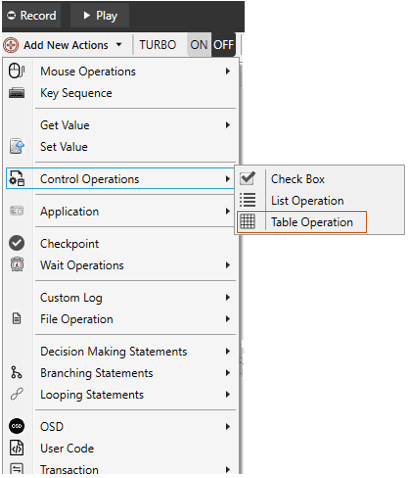 Record Play
Add New Actions TURBO ON OFF
Mouse Operations
Key Sequence
Get Value
Set Value
Control Operations
Check Box
List Operation
Table Operation
Application
Checkpoint
Wait Operations
Custom Log
File Operation
Decision Making Statements
Branching Statements
Looping Statements
OSD OSD
User Code
Transaction